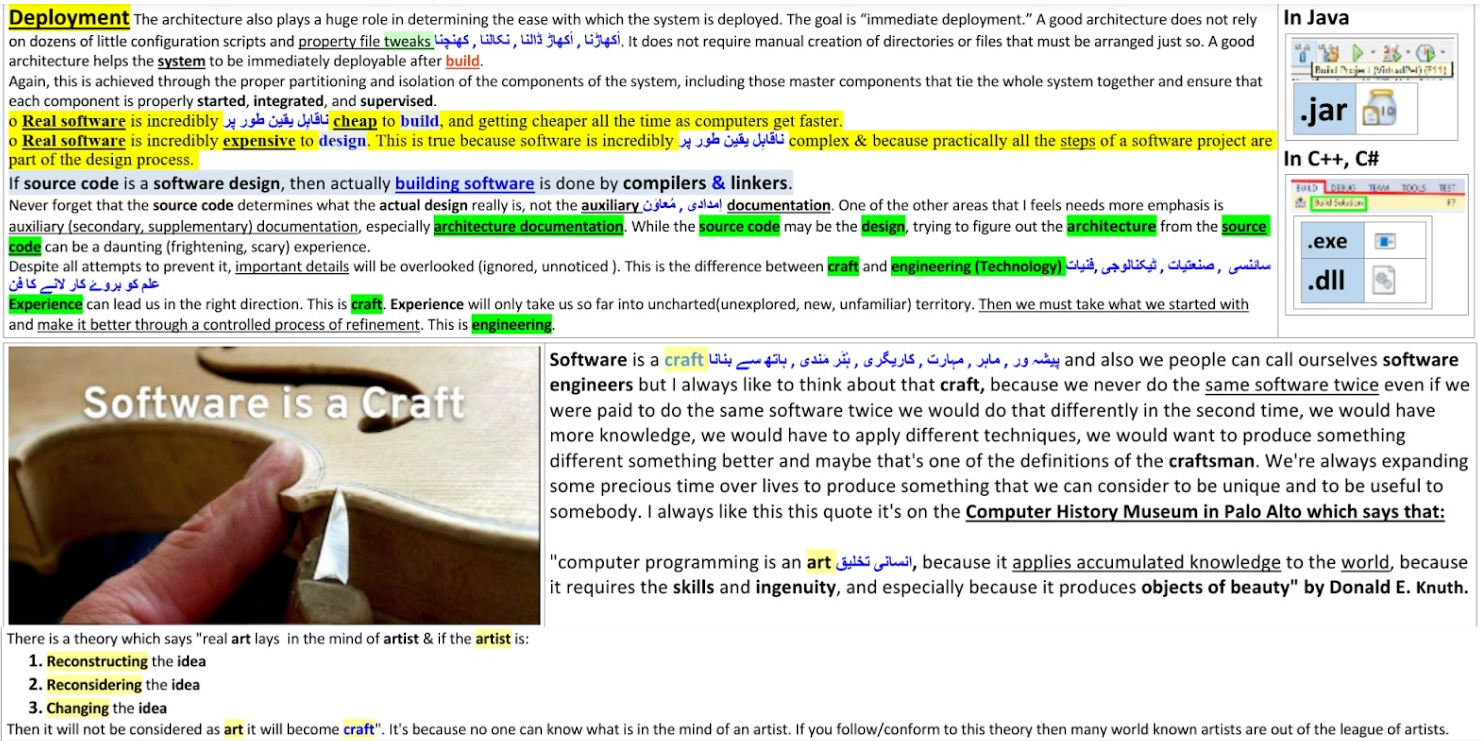 Deployment The architecture also plays a huge role in determining the ease with which the system is deployed. The goal is “immediate deployment.” A good architecture does not rely
on dozens of little configuration scripts and property file tweaks اُکھاڑنا , اُکھاڑ ڈالنا , نکالنا , کھنچنا. It does not require manual creation of directories or files that must be arranged just so. A good
architecture helps the system to be immediately deployable after build.
Again, this is achieved through the proper partitioning and isolation of the components of the system, including those master components that tie the whole system together and ensure that
each component is properly started, integrated, and supervised.
o Real software is incredibly ناقابل یقین طور پر cheap to build, and getting cheaper all the time as computers get faster.
o Real software is incredibly expensive to design. This is true because software is incredibly ناقابل یقین طور پر complex & because practically all the steps of a software project are
part of the design process.
If source code is a software design, then actually building software is done by compilers & linkers.
Never forget that the source code determines what the actual design really is, not the auxiliary اِمدادی , مُعاوَن documentation. One of the other areas that I feels needs more emphasis is
auxiliary (secondary, supplementary) documentation, especially architecture documentation. While the source code may be the design, trying to figure out the architecture from the source
code can be a daunting (frightening, scary) experience.
Despite all attempts to prevent it, important details will be overlooked (ignored, unnoticed ). This is the difference between craft and engineering (Technology) سائنسی , صنعتیات , ٹیکنالوجی , فنیات
علم کو بروئے کار لانے کا فن
Experience can lead us in the right direction. This is craft. Experience will only take us so far into uncharted(unexplored, new, unfamiliar) territory. Then we must take what we started with
and make it better through a controlled process of refinement. This is engineering.
In Java
Build Project (VirtualPet) (F11)
.jar
In C++, C#
BUILD DEBUG TEAM TOOLS TEST
Build Solution F7
.exe
.dll
Software is a Craft
Software is a craft پیشہ ور , ماہر , مہارت , کاریگری , ہُنَر مَندی , ہاتھ سے بنانا and also we people can call ourselves software
engineers but I always like to think about that craft, because we never do the same software twice even if we
were paid to do the same software twice we would do that differently in the second time, we would have
more knowledge, we would have to apply different techniques, we would want to produce something
different something better and maybe that's one of the definitions of the craftsman. We're always expanding
some precious time over lives to produce something that we can consider to be unique and to be useful to
somebody. I always like this this quote it's on the Computer History Museum in Palo Alto which says that:
"computer programming is an art انسانی تخلیق, because it applies accumulated knowledge to the world, because
it requires the skills and ingenuity, and especially because it produces objects of beauty" by Donald E. Knuth.
There is a theory which says "real art lays in the mind of artist & if the artist is:
1. Reconstructing the idea
2. Reconsidering the idea
3. Changing the idea
Then it will not be considered as art it will become craft". It's because no one can know what is in the mind of an artist. If you follow/conform to this theory then many world known artists are out of the league of artists.